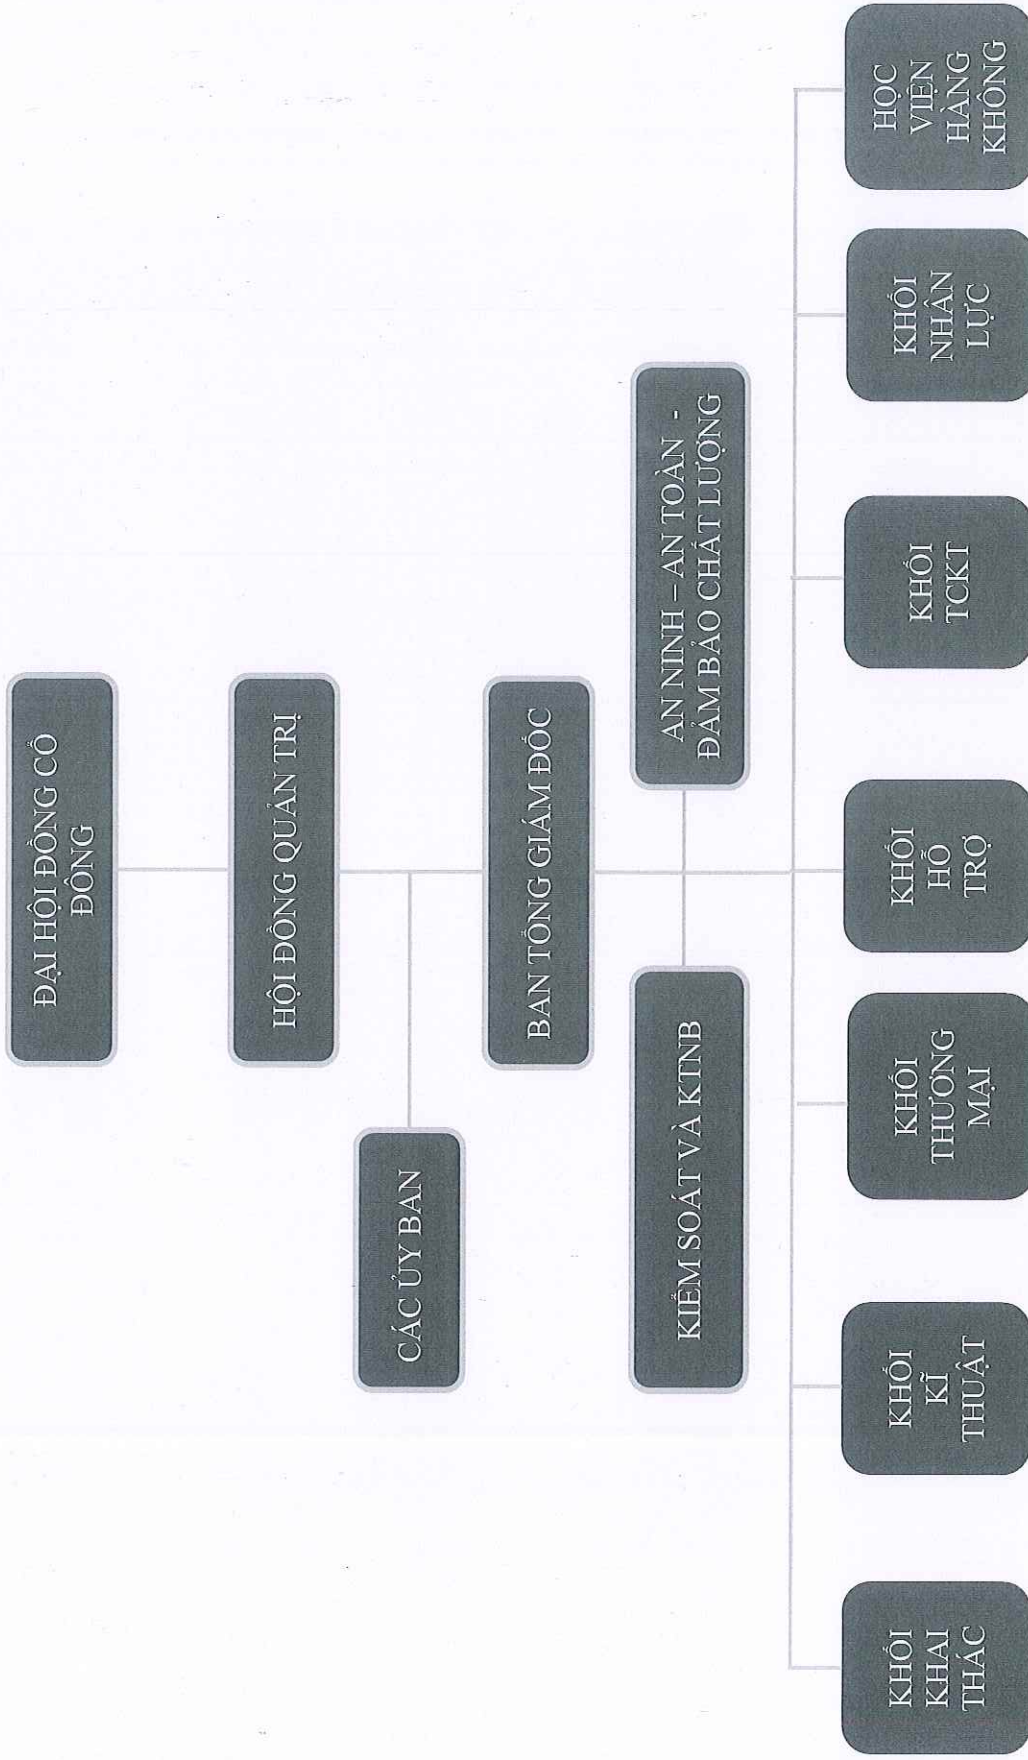 ĐẠI HỘI ĐỒNG CỔ
ĐÔNG
HỘI ĐỒNG QUẢN TRỊ
CÁC ỦY BAN
BAN TỔNG GIÁM ĐỐC
KIỂM SOÁT VÀ KTNB
AN NINH – AN TOÀN -
ĐẢM BẢO CHẤT LƯỢNG
KHỐI
KHAI
THÁC
KHỐI
KĨ
THUẬT
KHỐI
THƯƠNG
MẠI
KHỐI
HỖ
TRỢ
KHỐI
TCKT
KHỐI
NHÂN
LỰC
HỌC
VIỆN
HÀNG
KHÔNG